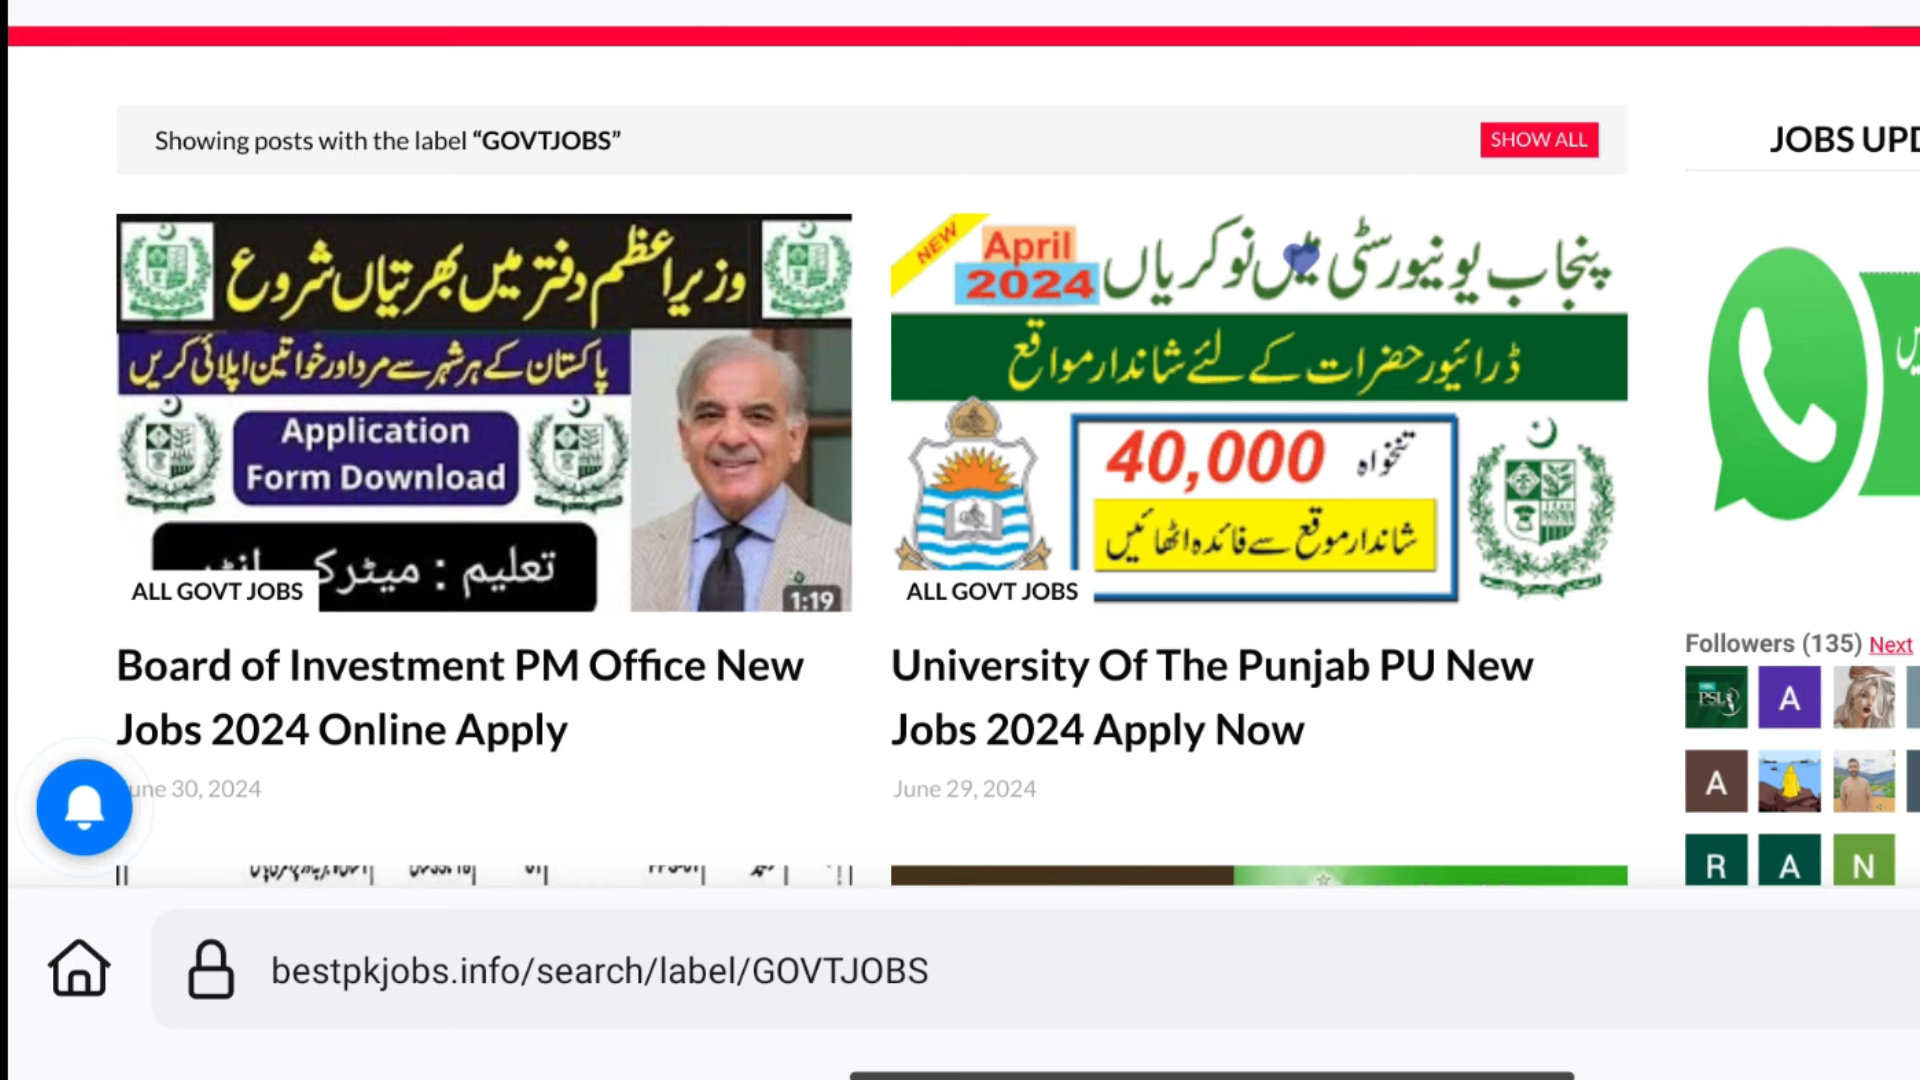 Showing posts with the label “GOVTJOBS”
SHOW ALL
JOBS
وزیراعظم دفتر میں بھرتیاں شروع
پاکستان کے ہر شہر سے مرد اور خواتین اپلائی کریں
Application
Form Download
تعلیم : میٹرک
ALL GOVT JOBS
1:19
Board of Investment PM Office New
Jobs 2024 Online Apply
June 30, 2024
NEW
April
2024
پنجاب یونیورسٹی میں نوکریاں
ڈرائیور حضرات کے لئے شاندار مواقع
40,000 تنخواہ
شاندار موقع سے فائدہ اٹھائیں
ALL GOVT JOBS
University Of The Punjab PU New
Jobs 2024 Apply Now
June 29, 2024
Followers (135) Next
PSL
A
A
R
A
N
bestpkjobs.info/search/label/GOVTJOBS